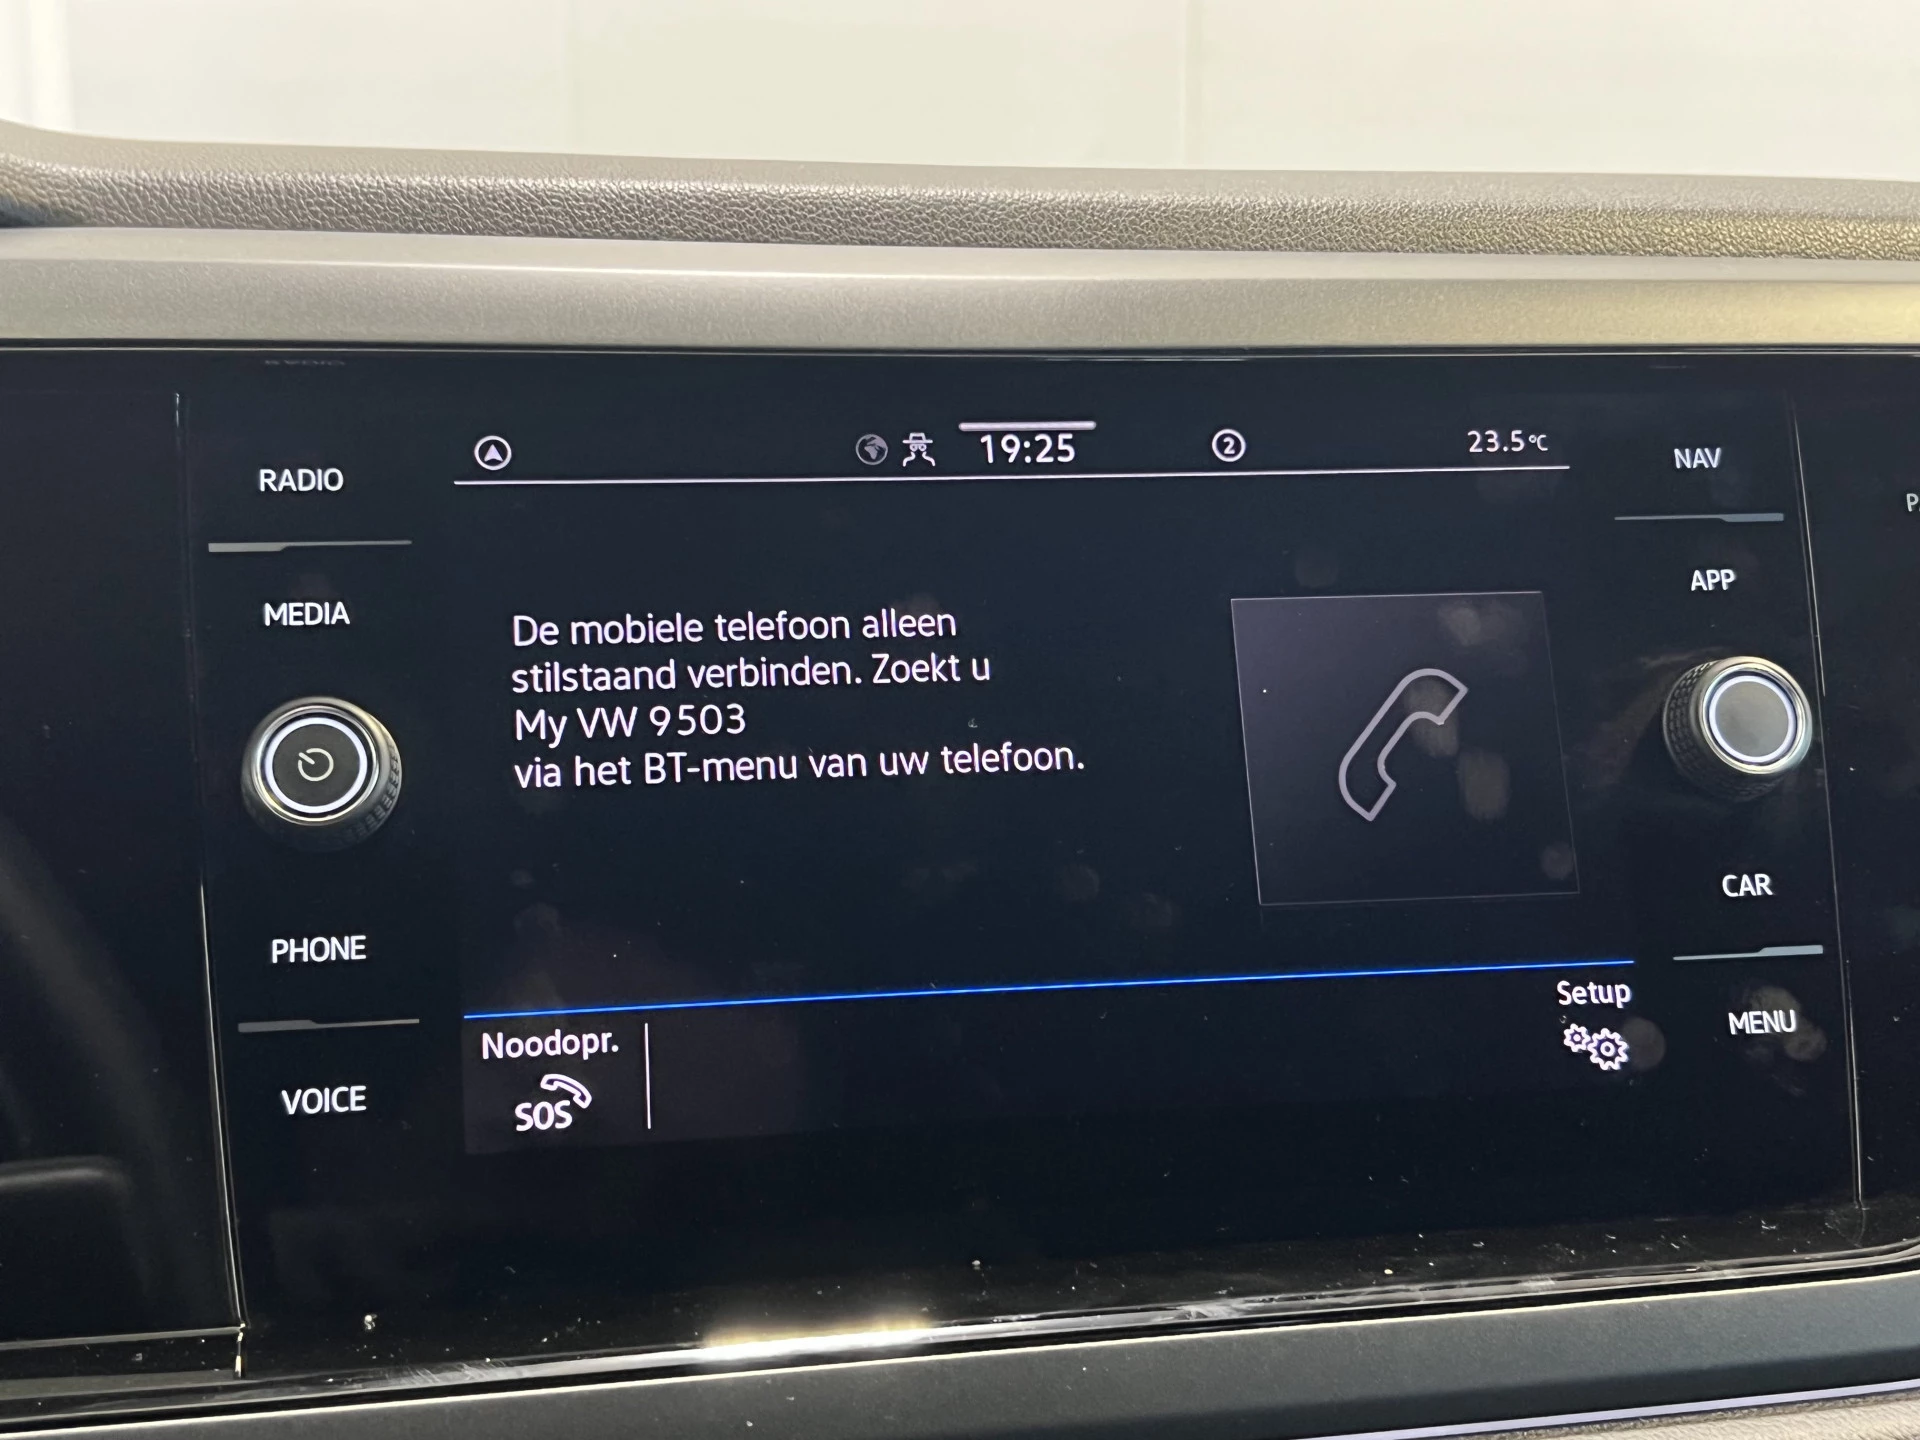 RADIO
MEDIA
PHONE
VOICE
19:25
2
23.5°C
De mobiele telefoon alleen
stilstaand verbinden. Zoekt u
My VW 9503
via het BT-menu van uw telefoon.
Noodopr.
SOS
Setup
NAV
APP
CAR
MENU